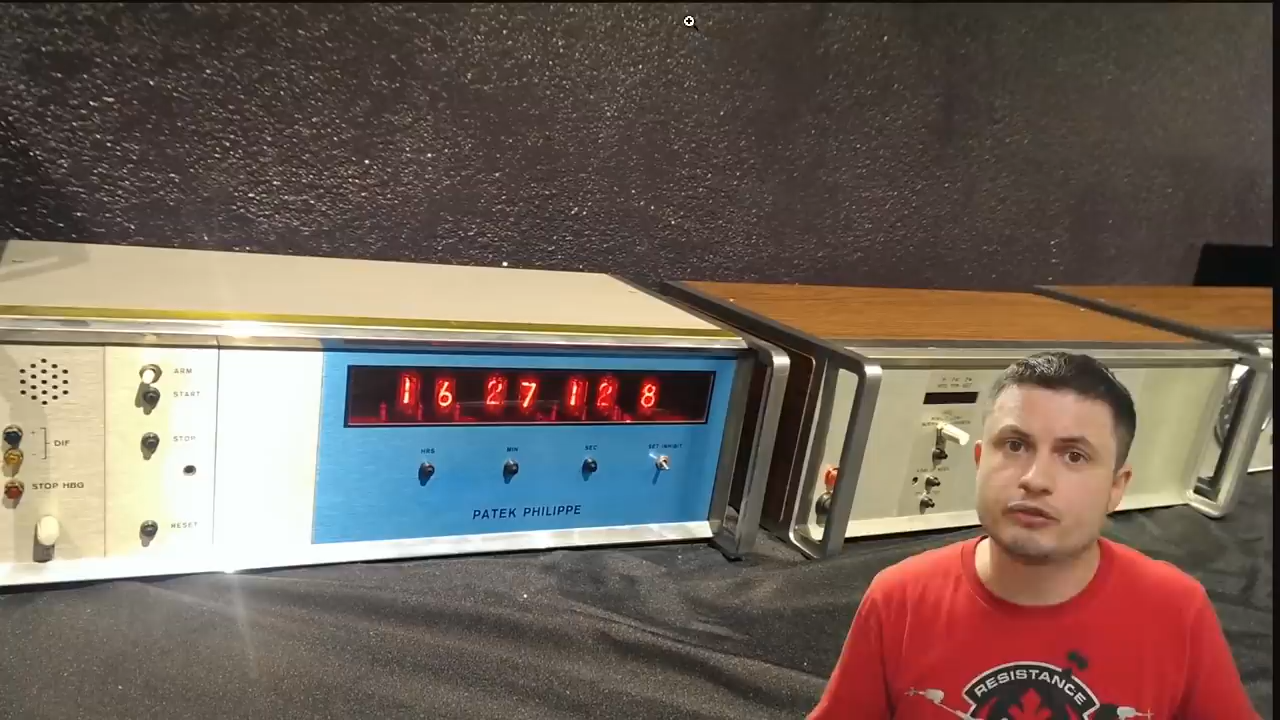 ARM
START
DIF
STOP
STOP HBG
RESET
16 27 12 8
HRS
MIN
SEC
SET INHIBIT
PATEK PHILIPPE
RESISTANCE